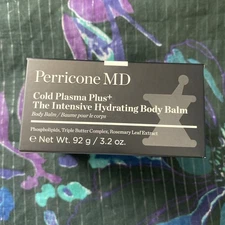 Perricone MD
Cold Plasma Plus+
The Intensive Hydrating Body Balm
Body Balm / Baume pour le corps
Phospholipids, Triple Butter Complex, Rosemary Leaf Extract
e Net Wt. 92 g / 3.2 oz.